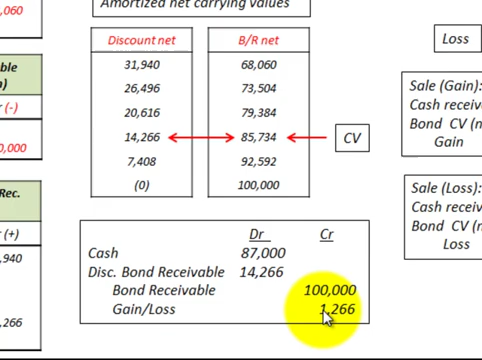 ,060
Amortized net carrying values
Discount net B/R net
31,940 68,060
26,496 73,504
20,616 79,384
14,266 85,734 CV
7,408 92,592
(0) 100,000
Loss
Sale (Gain):
Cash receiv
Bond CV (n
Gain
Sale (Loss):
Cash receiv
Bond CV (n
Loss
ble
)
r (-)
0,000
Rec.
r (+)
,940
,266
Dr Cr
Cash 87,000
Disc. Bond Receivable 14,266
Bond Receivable 100,000
Gain/Loss 1,266